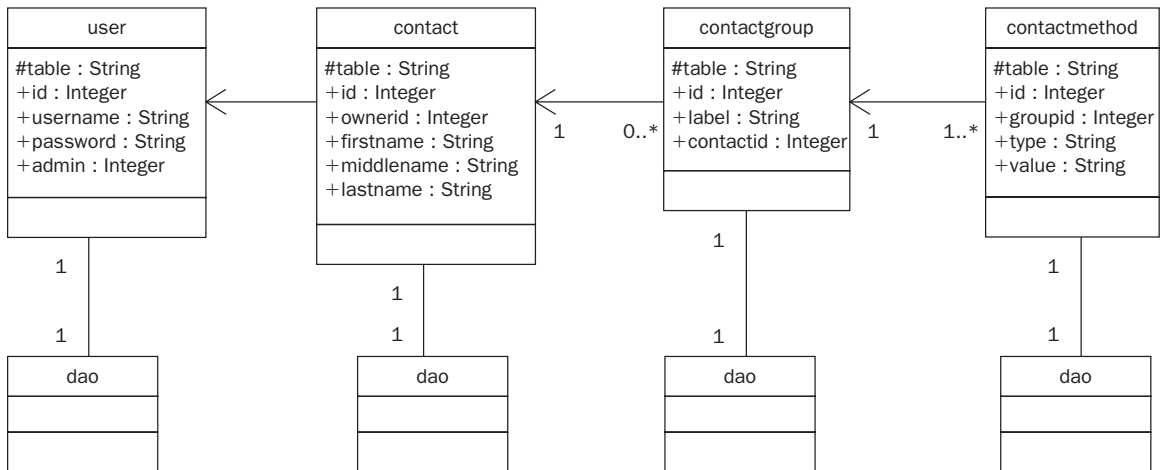 user
#table : String
+id : Integer
+username : String
+password : String
+admin : Integer
contact
#table : String
+id : Integer
+ownerid : Integer
+firstname : String
+middlename : String
+lastname : String
contactgroup
#table : String
+id : Integer
+label : String
+contactid : Integer
contactmethod
#table : String
+id : Integer
+groupid : Integer
+type : String
+value : String
1 0..*
1 1..*
1
1
1
1
1
1
1
1
dao
dao
dao
dao